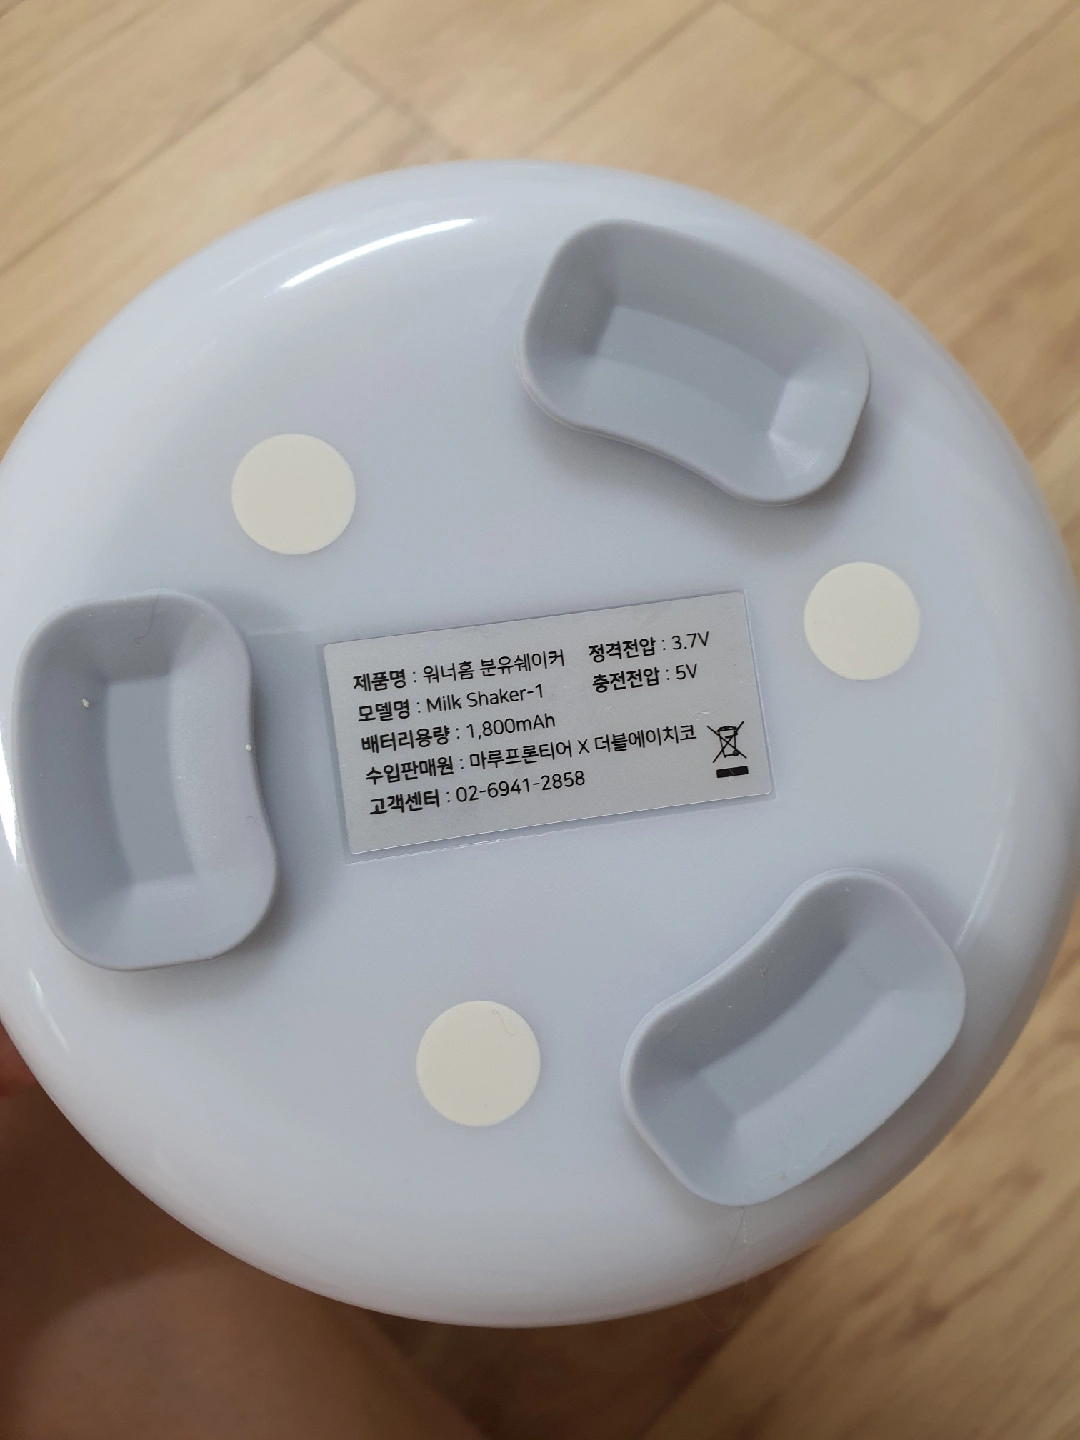 제품명 : 워너홈 분유쉐이커 정격전압 : 3.7V
모델명 : Milk Shaker-1 충전전압 : 5V
배터리용량 : 1,800mAh
수입판매원 : 마루프론티어 X 더블에이치코
고객센터 : 02-6941-2858